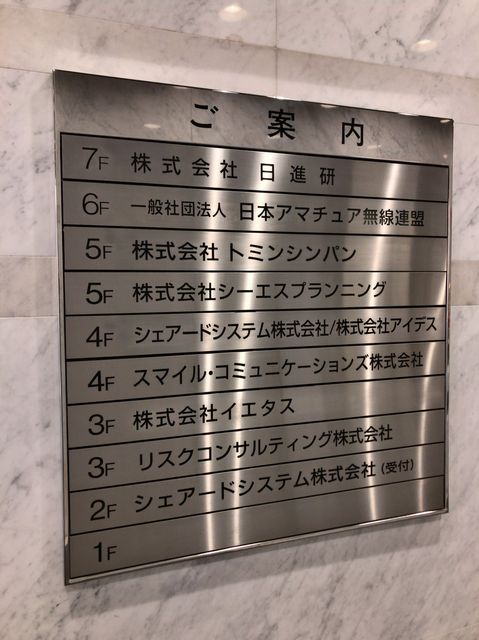 ご案内
7F 株式会社 日進研
6F 一般社団法人 日本アマチュア無線連盟
5F 株式会社 トミンシンパン
5F 株式会社シーエスプランニング
4F シェアードシステム株式会社/株式会社アイデス
4F スマイル・コミュニケーションズ株式会社
3F 株式会社イエタス
3F リスクコンサルティング株式会社
2F シェアードシステム株式会社(受付)
1F